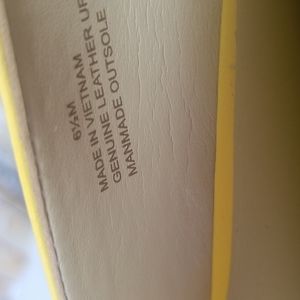 6½M
MADE IN VIETNAM
GENUINE LEATHER UP
MANMADE OUTSOLE